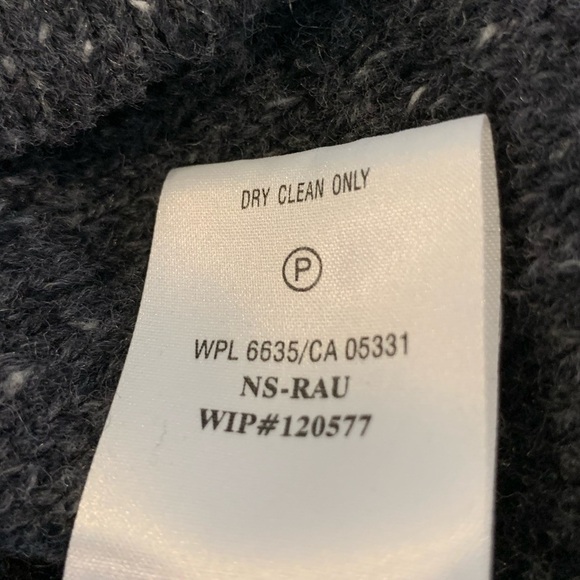 DRY CLEAN ONLY
P
WPL 6635/CA 05331
NS-RAU
WIP#120577